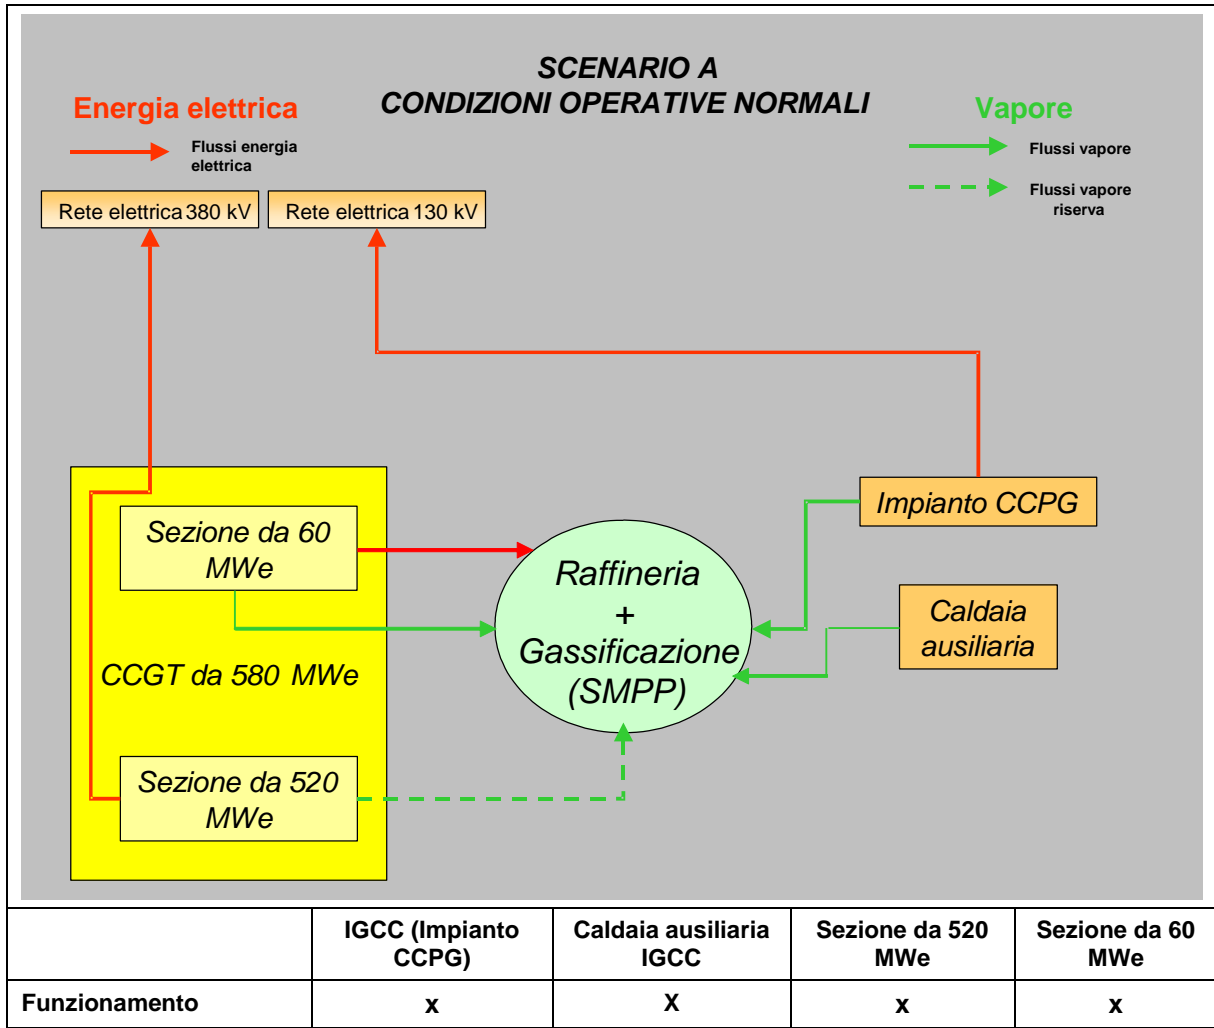 SCENARIO A
CONDIZIONI OPERATIVE NORMALI
Energia elettrica
Flussi energia
elettrica
Vapore
Flussi vapore
Flussi vapore
riserva
Rete elettrica 380 kV
Rete elettrica 130 kV
Impianto CCPG
Sezione da 60
MWe
Raffineria
+
Gassificazione
(SMPP)
Caldaia
ausiliaria
CCGT da 580 MWe
Sezione da 520
MWe
IGCC (Impianto
CCPG)
Caldaia ausiliaria
IGCC
Sezione da 520
MWe
Sezione da 60
MWe
Funzionamento x X x x